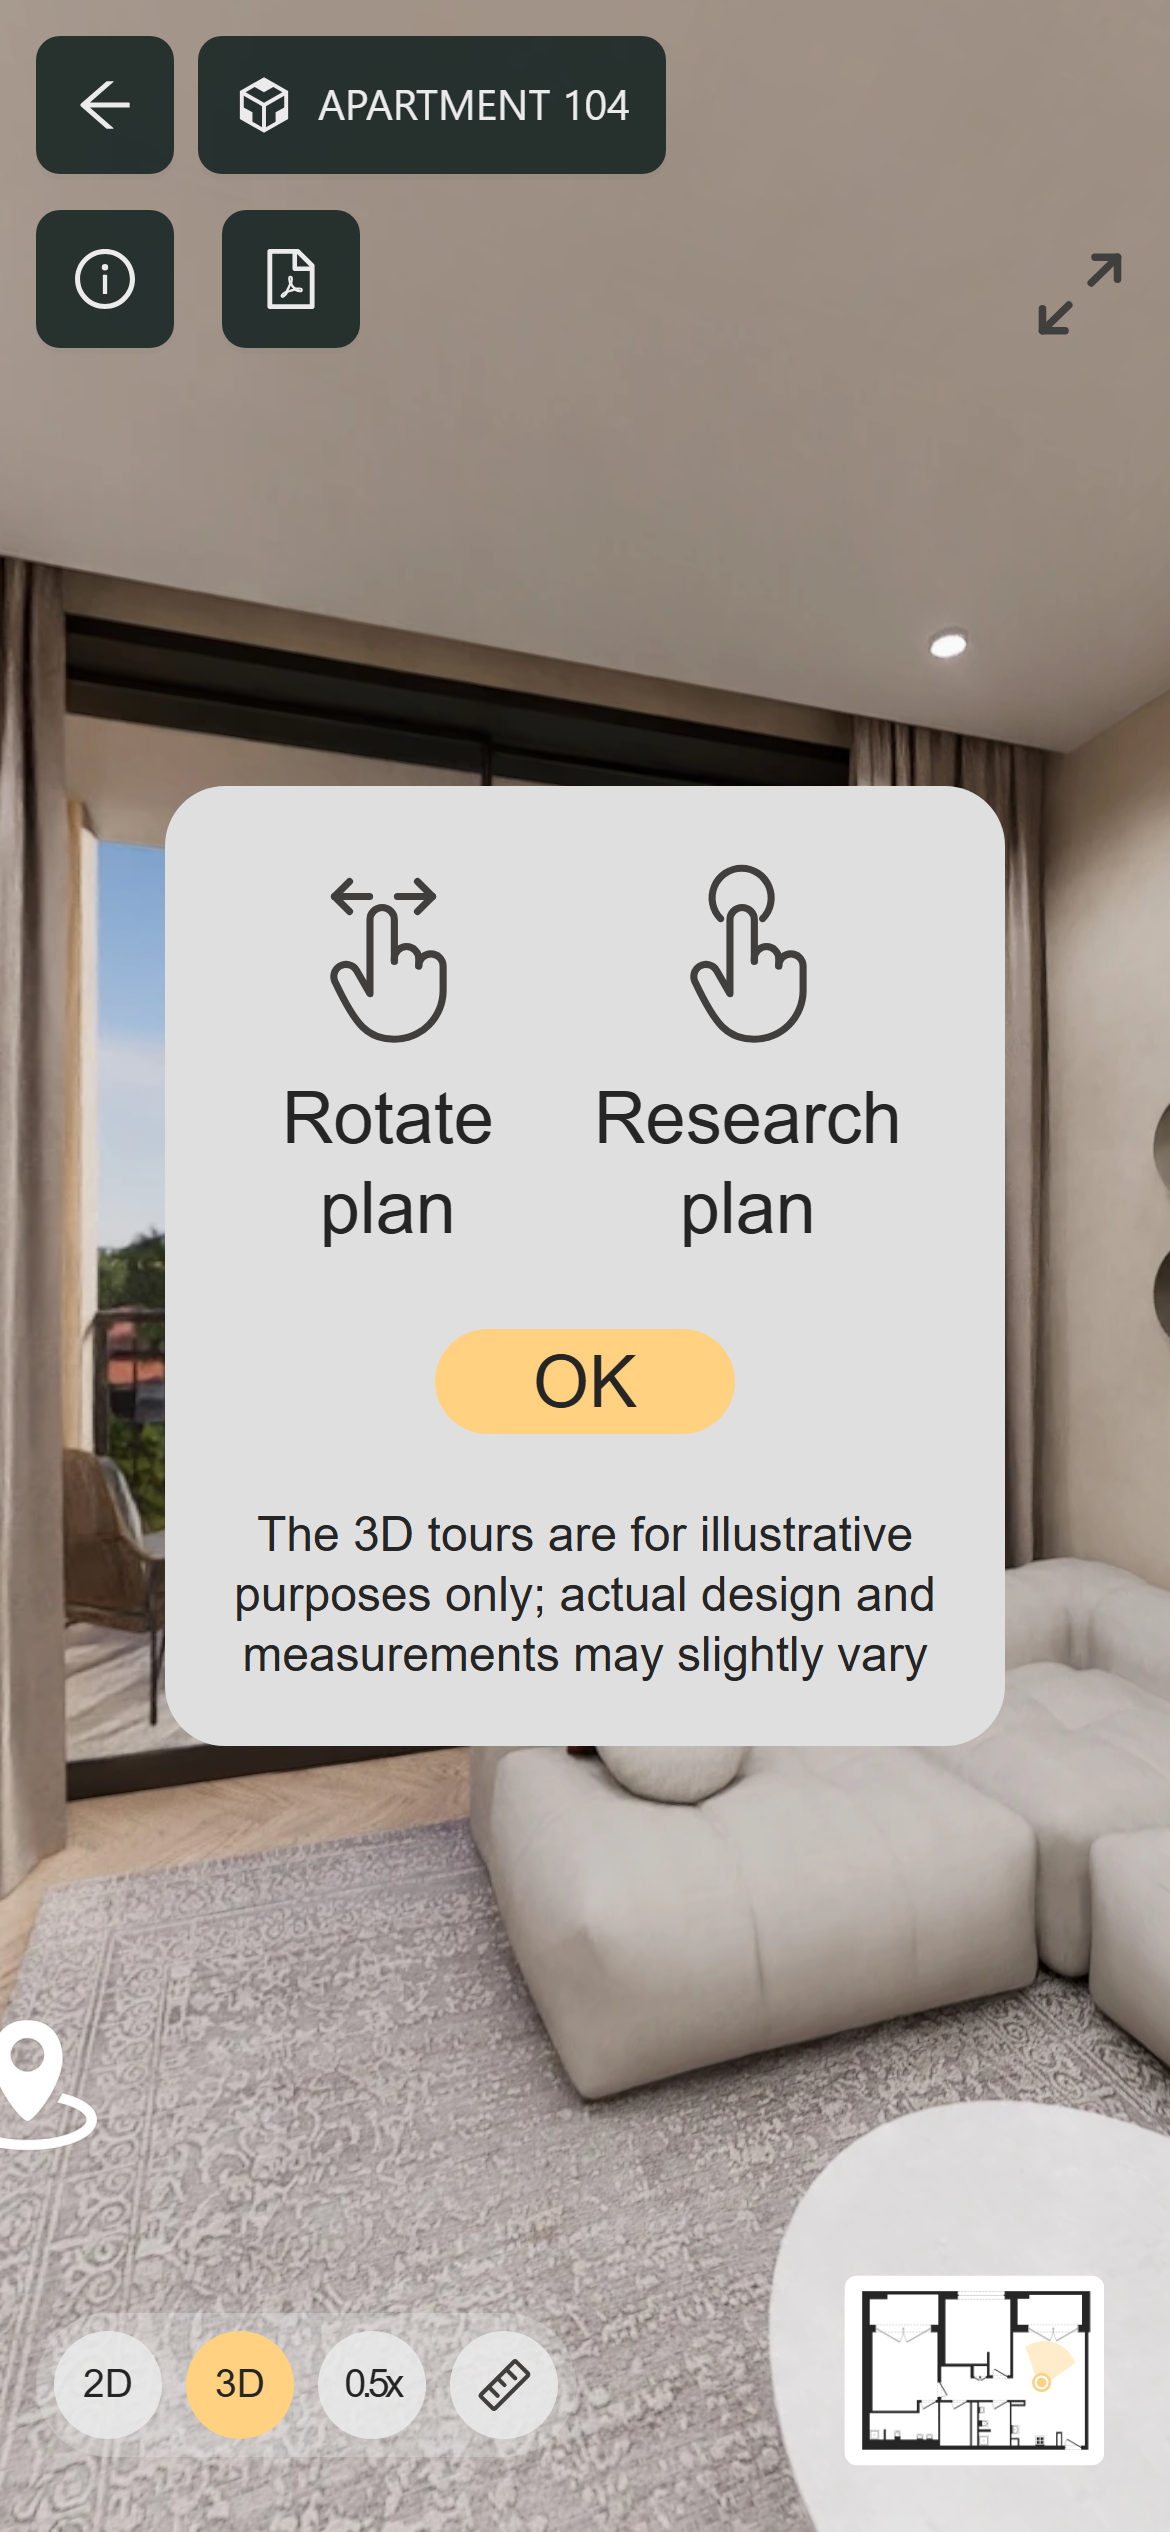 APARTMENT 104
Rotate
plan
Research
plan
OK
The 3D tours are for illustrative
purposes only; actual design and
measurements may slightly vary
2D
3D
0.5x